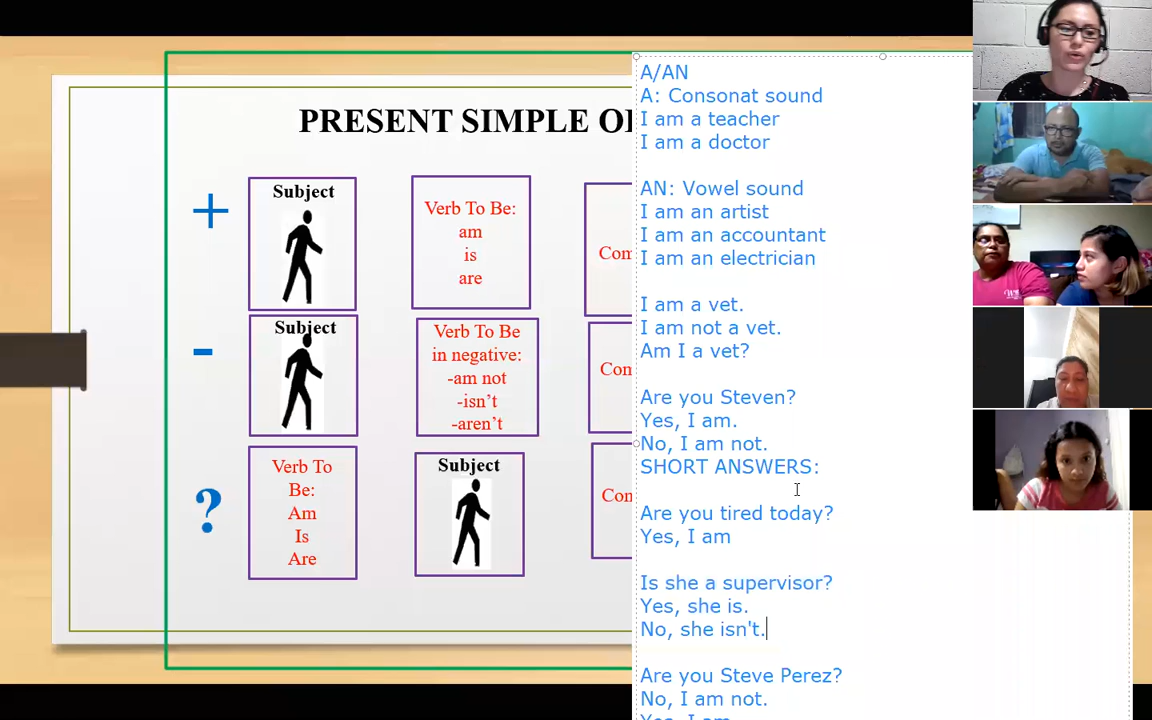 PRESENT SIMPLE
+
Subject
Verb To Be:
am
is
are
-
Subject
Verb To Be
in negative:
-am not
-isn't
-aren't
?
Verb To
Be:
Am
Is
Are
Subject
A/AN
A: Consonat sound
I am a teacher
I am a doctor
AN: Vowel sound
I am an artist
I am an accountant
I am an electrician
I am a vet.
I am not a vet.
Am I a vet?
Are you Steven?
Yes, I am.
No, I am not.
SHORT ANSWERS:
Are you tired today?
Yes, I am
Is she a supervisor?
Yes, she is.
No, she isn't.
Are you Steve Perez?
No, I am not.
Yes, I am